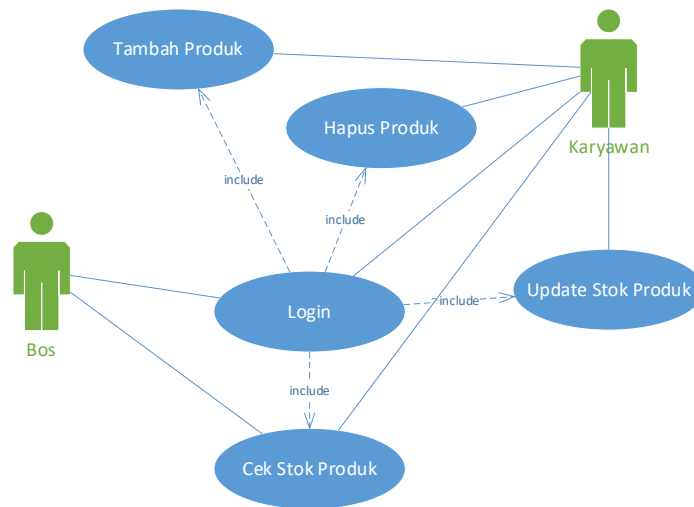 Tambah Produk
Hapus Produk
Karyawan
include
include
Bos
Login
include
Update Stok Produk
include
Cek Stok Produk